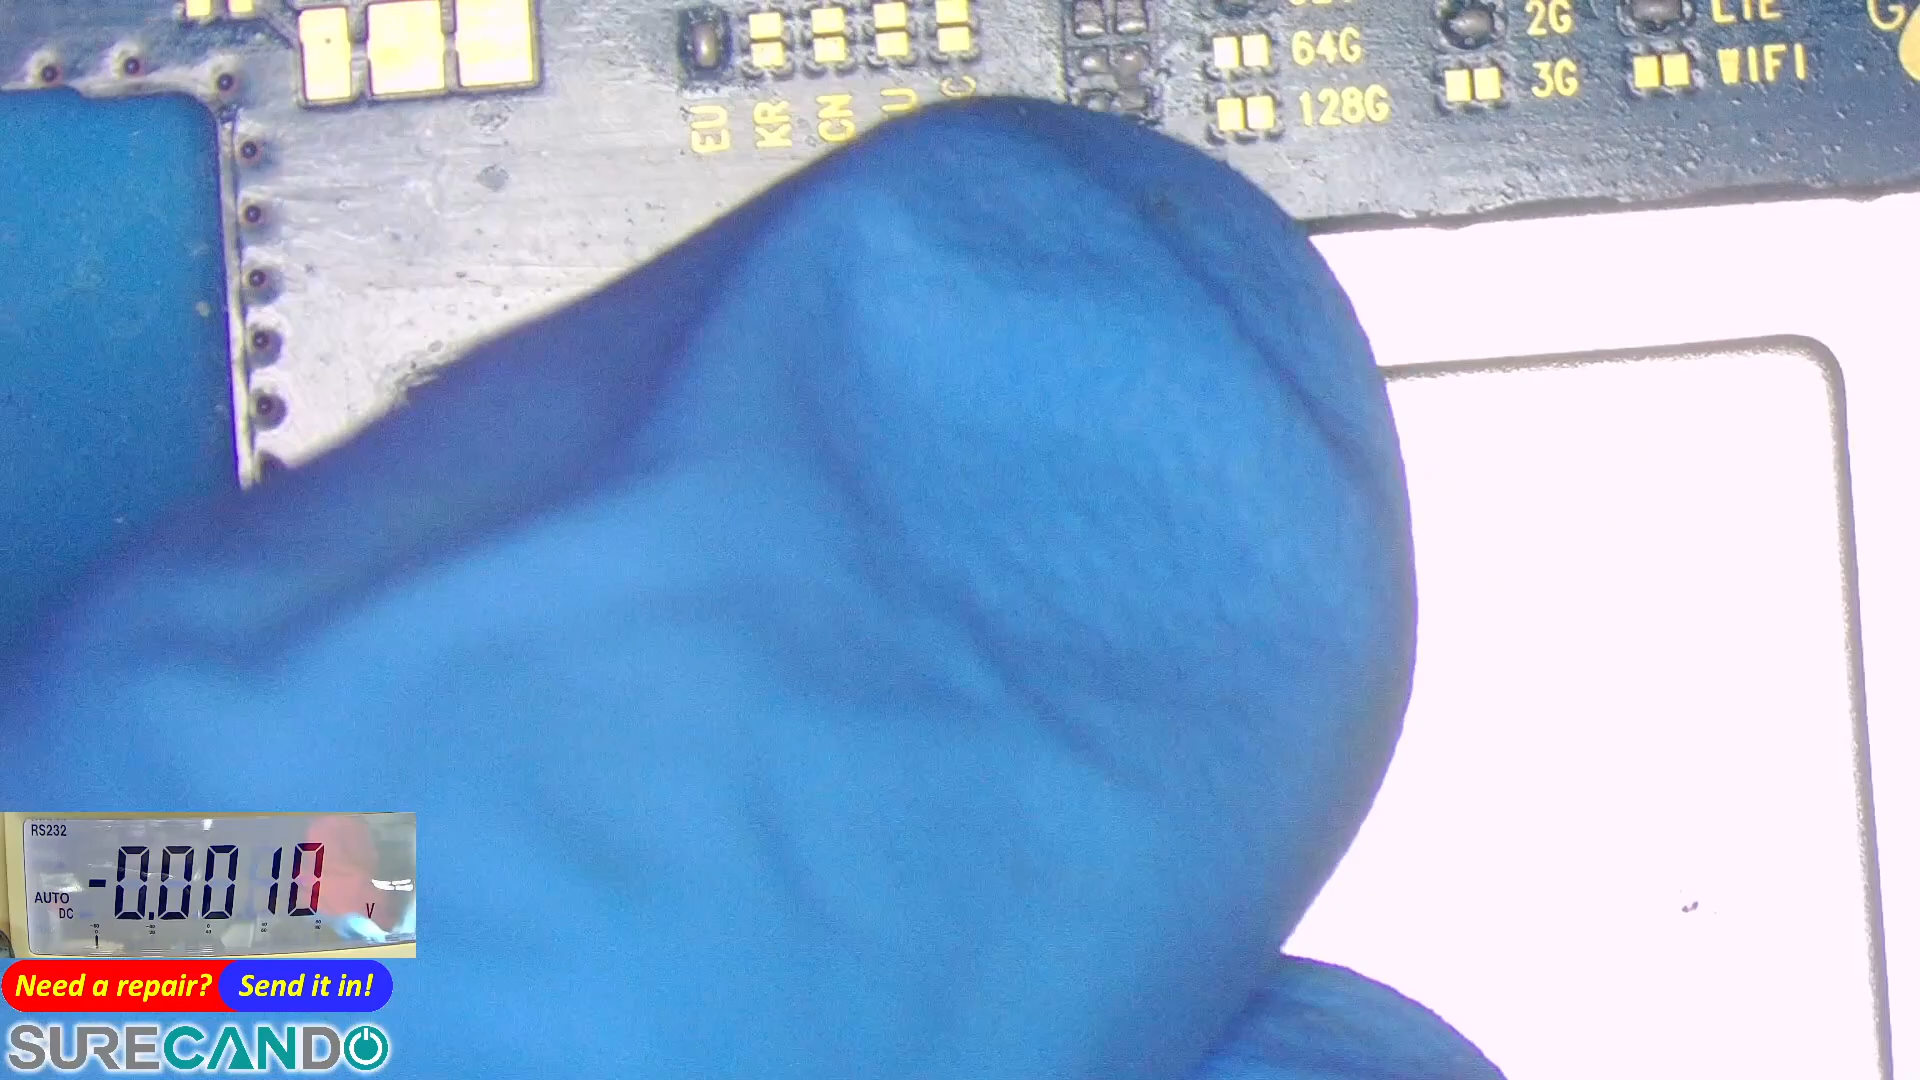 64G
128G
2G
3G
LTE
WIFI
EU
KR
CN
RS232
-0.0010
AUTO
DC
V
Need a repair? Send it in!
SURECANDO